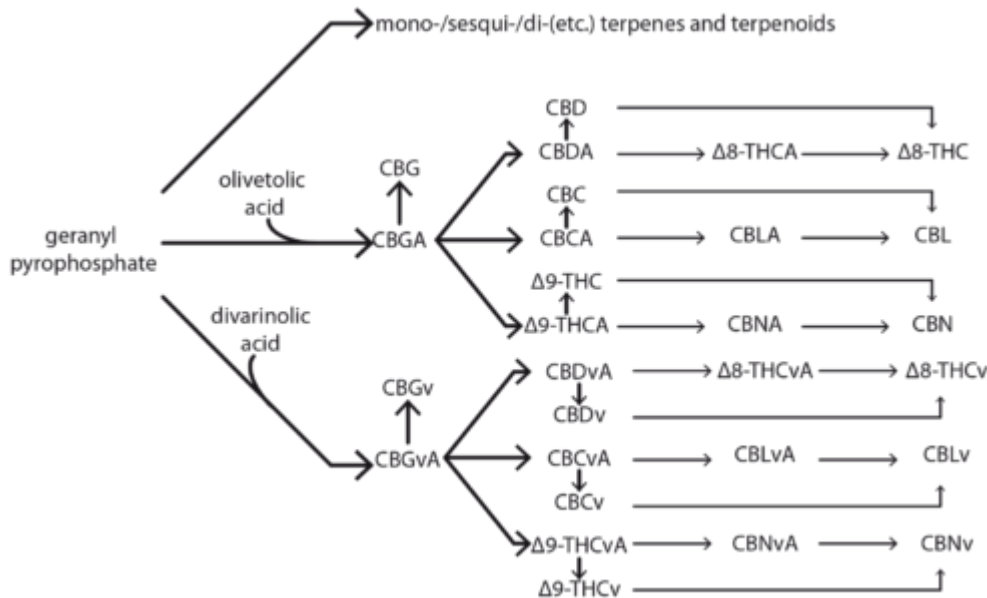 mono-/sesqui-/di-(etc.) terpenes and terpenoids
CBD
CBDA Δ8-THCA Δ8-THC
CBG
olivetolic
acid
CBC
geranyl
pyrophosphate
CBGA
CBCA CBLA CBL
Δ9-THC
divarinolic
acid
Δ9-THCA CBNA CBN
CBDvA Δ8-THCvA Δ8-THCv
CBGv
CBDv
CBGvA
CBCvA CBLvA CBLv
CBCv
Δ9-THCvA CBNvA CBNv
Δ9-THCv